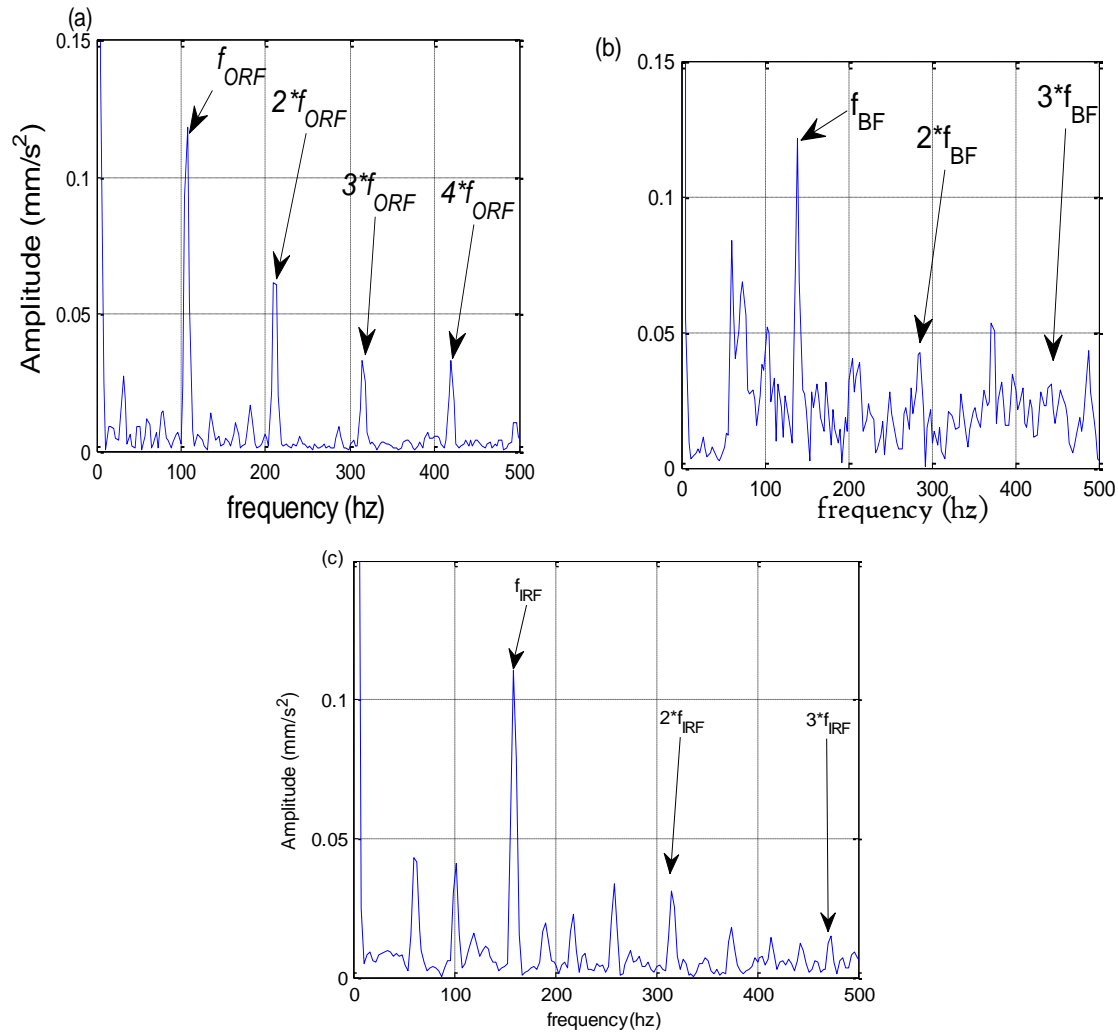 (a)
0.15
0.1
0.05
0
Amplitude (mm/s²)
f_ORF
2*f_ORF
3*f_ORF
4*f_ORF
0 100 200 300 400 500
frequency (hz)
(b)
0.15
0.1
0.05
0
f_BF
2*f_BF
3*f_BF
0 100 200 300 400 500
frequency (hz)
(c)
0.1
0.05
0
Amplitude (mm/s²)
f_IRF
2*f_IRF
3*f_IRF
0 100 200 300 400 500
frequency(hz)